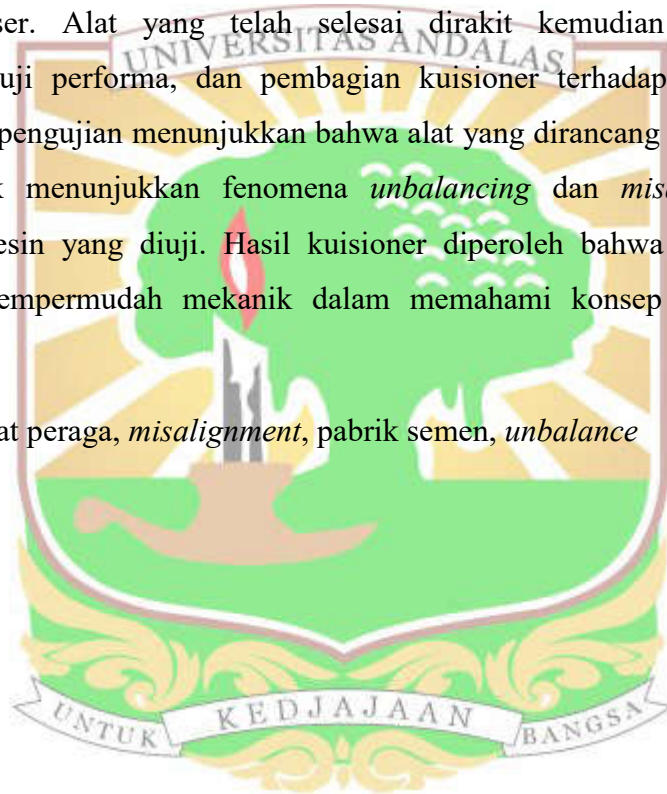 ser. Alat yang telah selesai dirakit kemudian
UNIVERSITAS ANDALAS
uji performa, dan pembagian kuisioner terhadap
pengujian menunjukkan bahwa alat yang dirancang
k menunjukkan fenomena unbalancing dan misa
esin yang diuji. Hasil kuisioner diperoleh bahwa
empermudah mekanik dalam memahami konsep
at peraga, misalignment, pabrik semen, unbalance
UNTUK KEDJAJAAN BANGSA